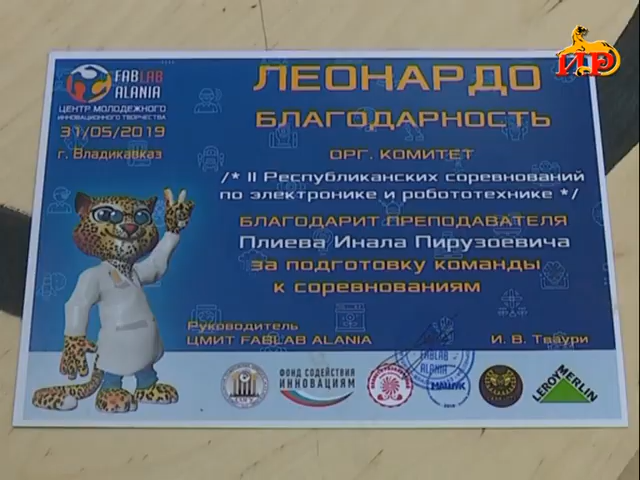 ИР
FABLAB
ALANIA
ЦЕНТР МОЛОДЕЖНОГО
ИННОВАЦИОННОГО ТВОРЧЕСТВА
31/05/2019
г. Владикавказ
ЛЕОНАРДО
БЛАГОДАРНОСТЬ
ОРГ. КОМИТЕТ
/* II Республиканских соревнований
по электронике и робототехнике */
БЛАГОДАРИТ ПРЕПОДАВАТЕЛЯ
Плиева Инала Пирузоевича
за подготовку команды
к соревнованиям
Руководитель
ЦМИТ FABLAB ALANIA
И. В. Тваури
FABLAB
ALANIA
ФОНД СОДЕЙСТВИЯ
ИННОВАЦИЯМ
LEROY MERLIN